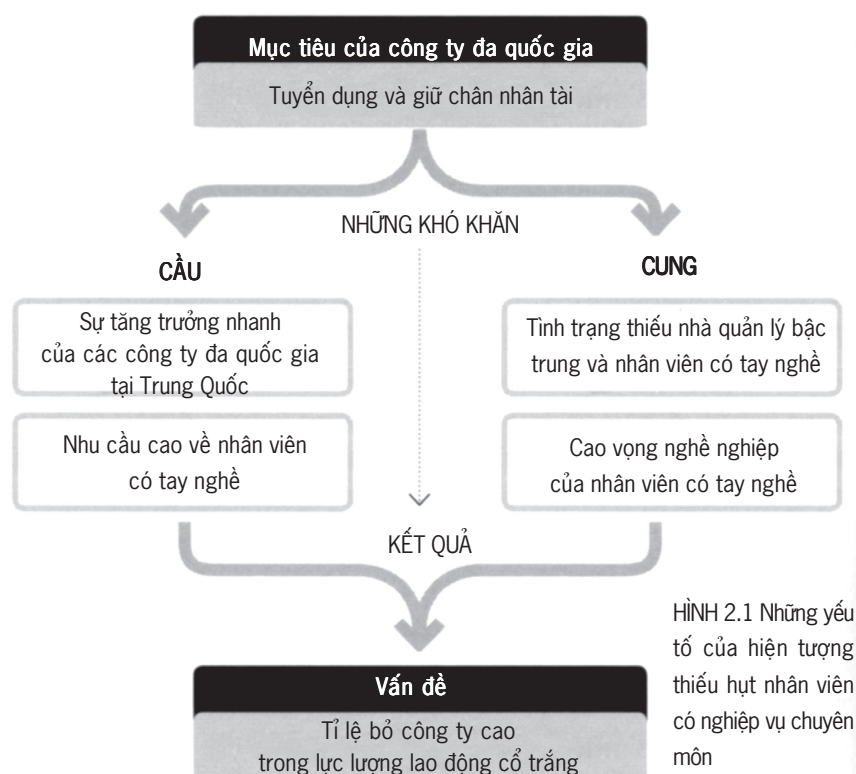 Mục tiêu của công ty đa quốc gia
Tuyển dụng và giữ chân nhân tài
NHỮNG KHÓ KHĂN
CẦU
Sự tăng trưởng nhanh
của các công ty đa quốc gia
tại Trung Quốc
Nhu cầu cao về nhân viên
có tay nghề
CUNG
Tình trạng thiếu nhà quản lý bậc
trung và nhân viên có tay nghề
Cao vọng nghề nghiệp
của nhân viên có tay nghề
KẾT QUẢ
Vấn đề
Tỉ lệ bỏ công ty cao
trong lực lượng lao động cổ trắng
HÌNH 2.1 Những yếu
tố của hiện tượng
thiếu hụt nhân viên
có nghiệp vụ chuyên
môn